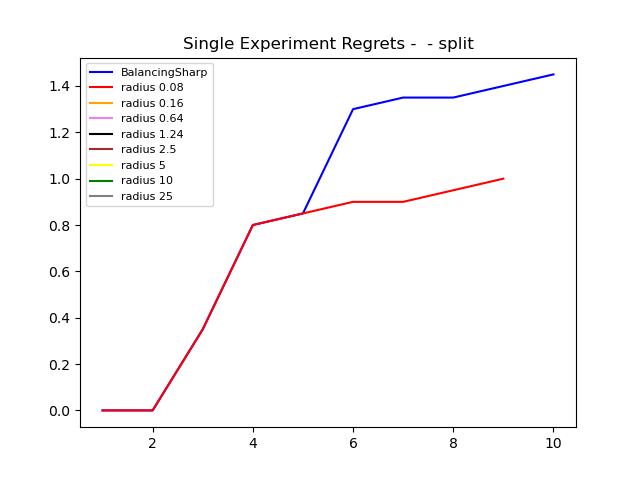 Single Experiment Regrets -  - split
BalancingSharp
radius 0.08
radius 0.16
radius 0.64
radius 1.24
radius 2.5
radius 5
radius 10
radius 25
1.4
1.2
1.0
0.8
0.6
0.4
0.2
0.0
2 4 6 8 10